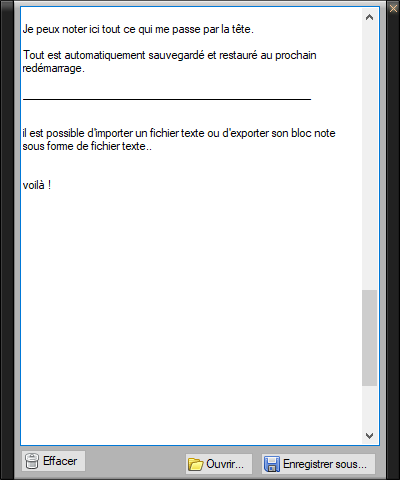 Je peux noter ici tout ce qui me passe par la tête.
Tout est automatiquement sauvegardé et restauré au prochain
redémarrage.
il est possible d'importer un fichier texte ou d'exporter son bloc note
sous forme de fichier texte..
voilà !
Effacer
Ouvrir...
Enregistrer sous...